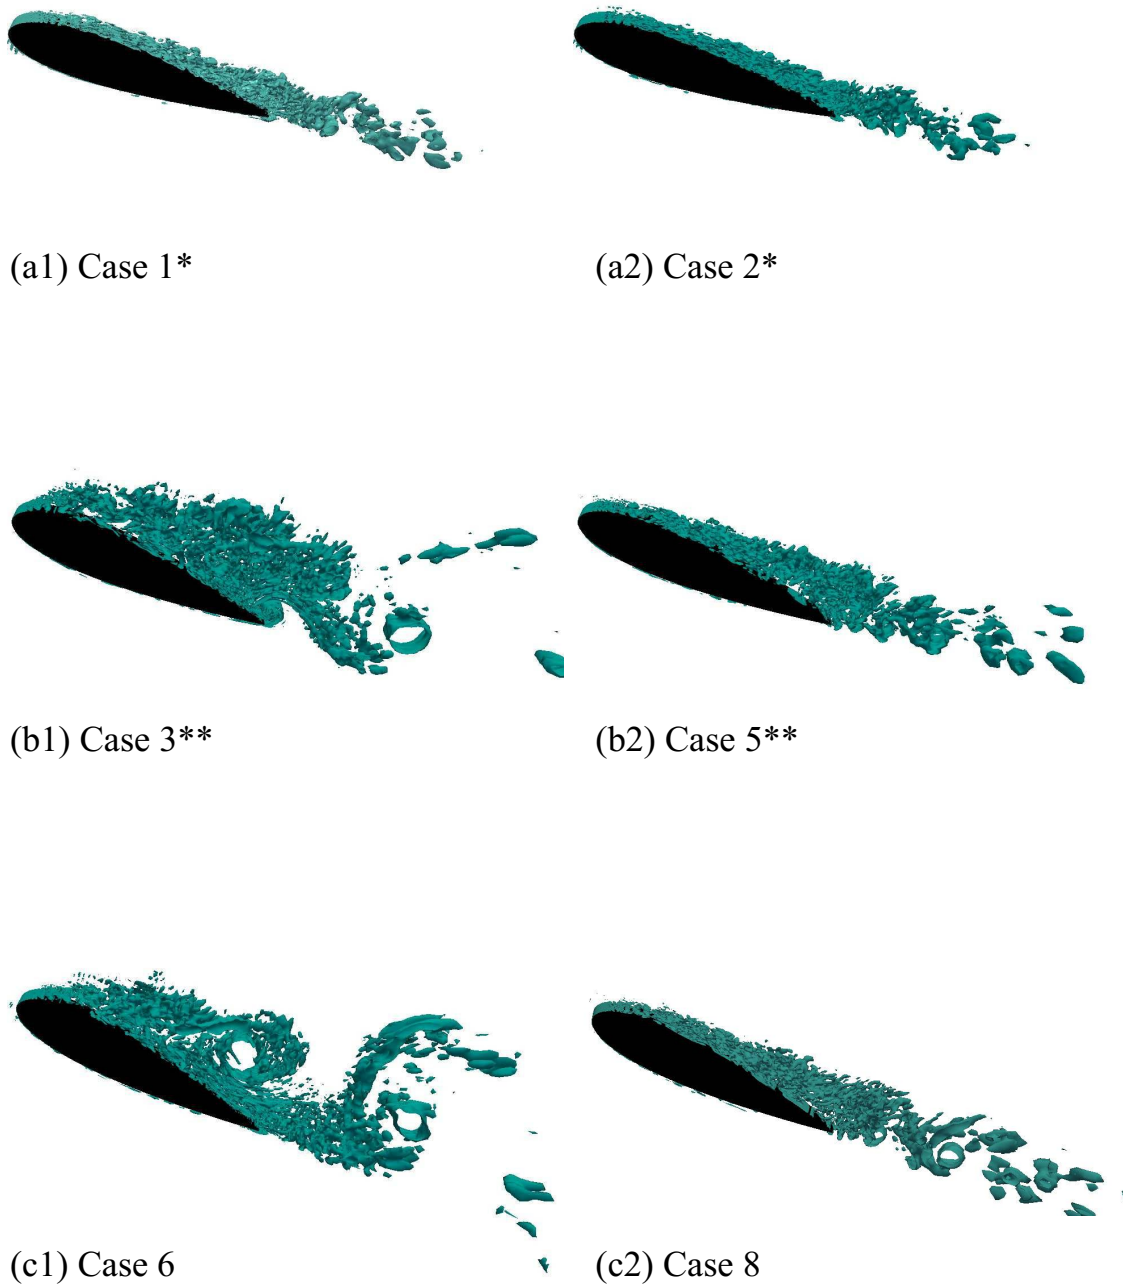 (a1) Case 1*
(a2) Case 2*
(b1) Case 3**
(b2) Case 5**
(c1) Case 6
(c2) Case 8